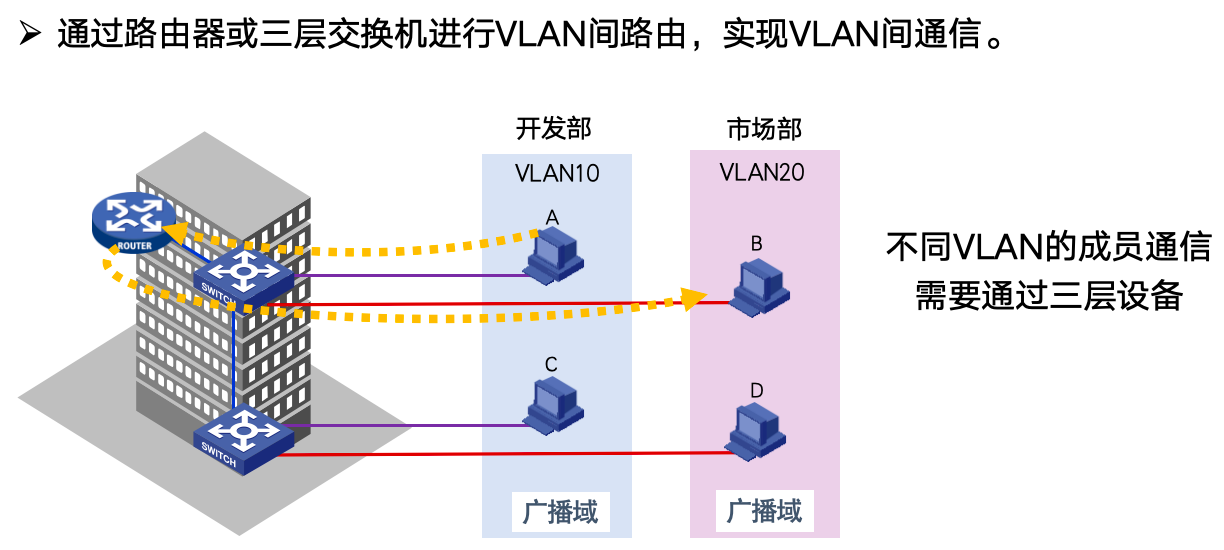 通过路由器或三层交换机进行VLAN间路由，实现VLAN间通信。
开发部
市场部
VLAN10
VLAN20
A
B
ROUTER
SWITCH
不同VLAN的成员通信
需要通过三层设备
C
D
SWITCH
广播域
广播域